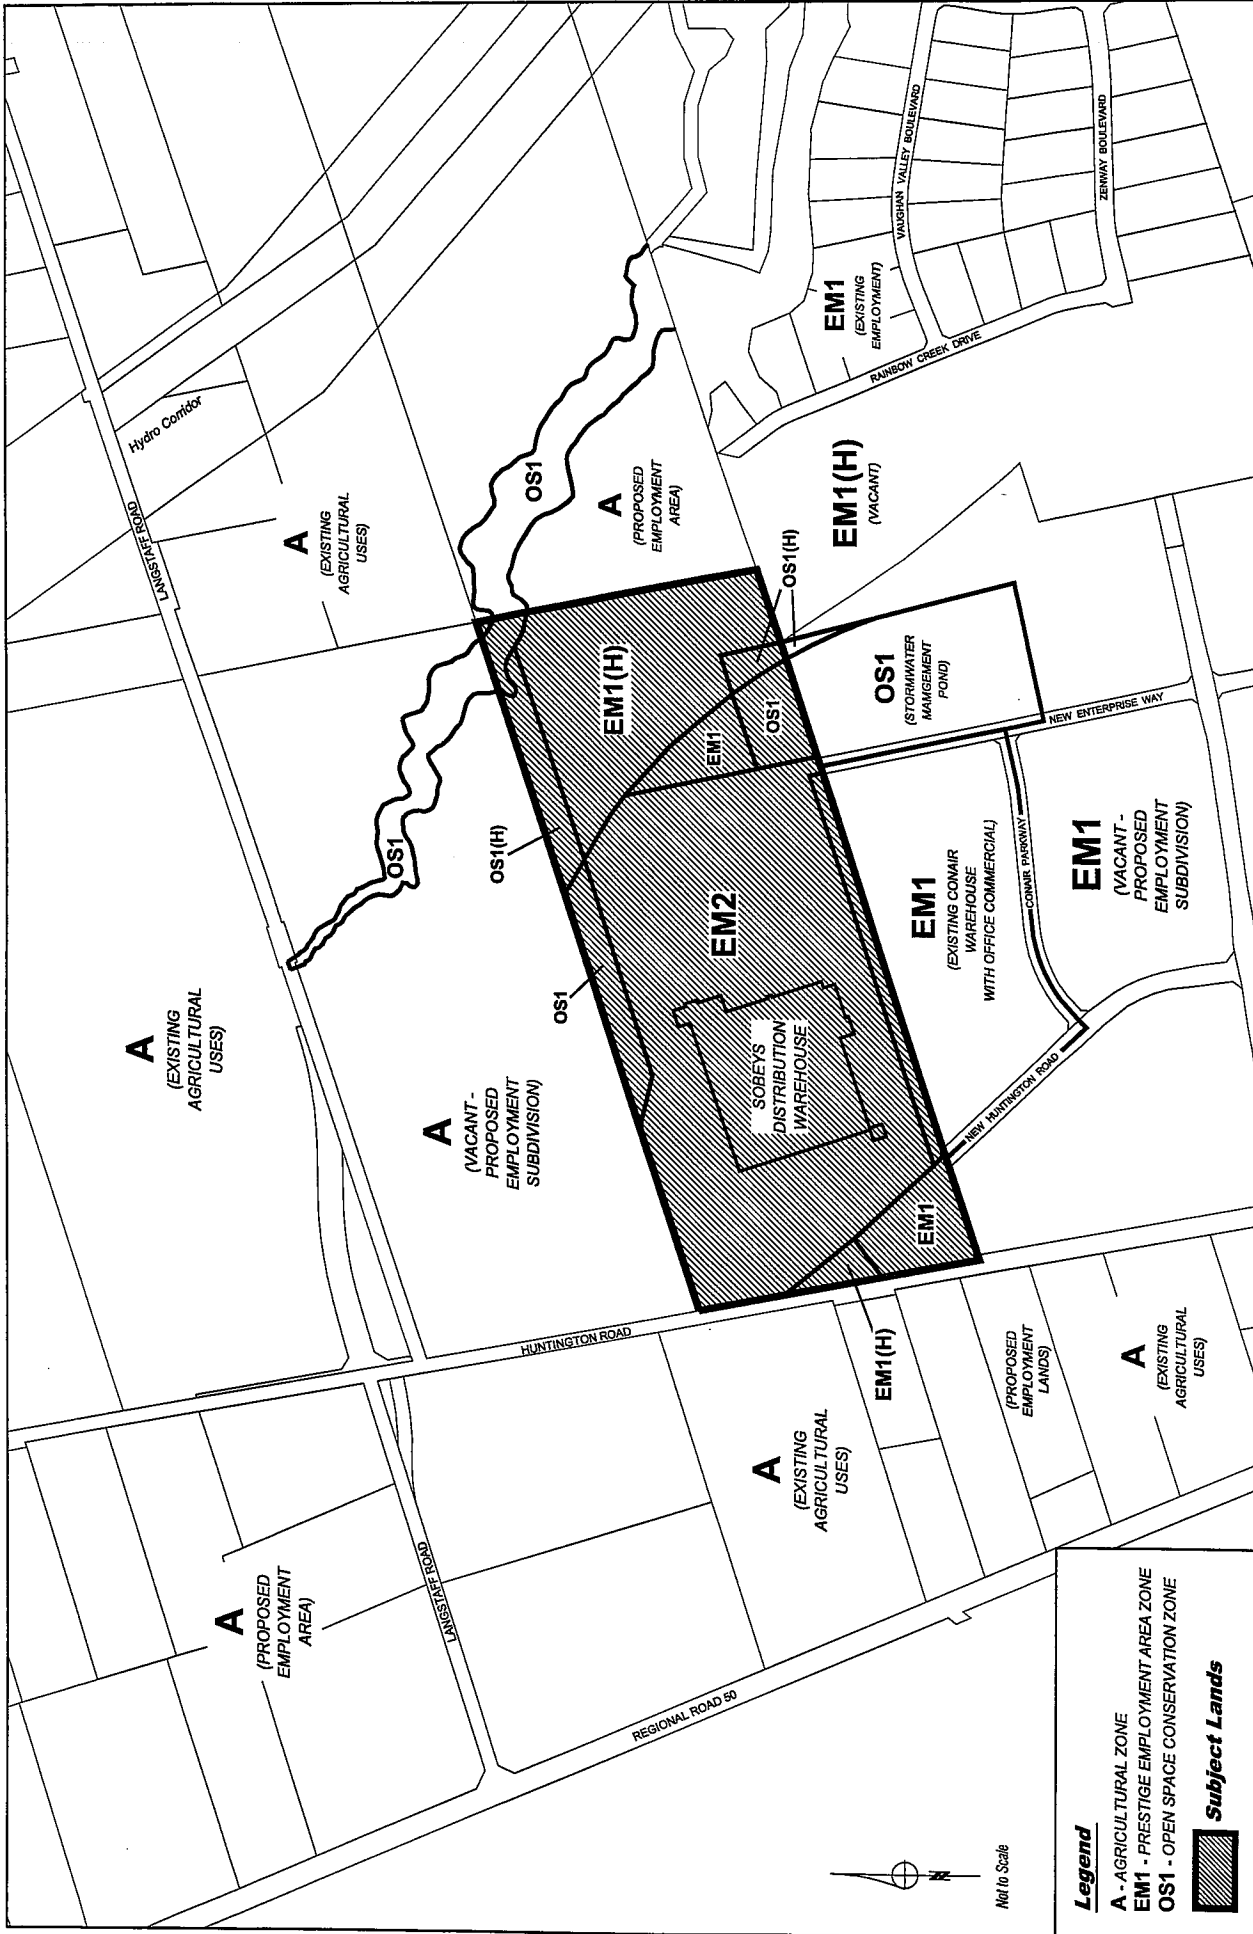 LANGSTAFF ROAD
Hydro Corridor
A
(EXISTING
AGRICULTURAL
USES)
A
(EXISTING
AGRICULTURAL
USES)
OS1
OS1
A
(PROPOSED
EMPLOYMENT
AREA)
EM1
(EXISTING
EMPLOYMENT)
VAUGHAN VALLEY BOULEVARD
ZENWAY BOULEVARD
RAINBOW CREEK DRIVE
EM1(H)
(VACANT)
OS1(H)
OS1(H)
OS1
EM1(H)
EM1
OS1
EM2
SOBEYS
DISTRIBUTION
WAREHOUSE
EM1
EM1(H)
OS1
(STORMWATER
MAMGEMENT
POND)
NEW ENTERPRISE WAY
EM1
(EXISTING CONAIR
WAREHOUSE
WITH OFFICE COMMERCIAL)
CONAIR PARKWAY
EM1
(VACANT -
PROPOSED
EMPLOYMENT
SUBDIVISION)
NEW HUNTINGTON ROAD
A
(VACANT -
PROPOSED
EMPLOYMENT
SUBDIVISION)
HUNTINGTON ROAD
A
(EXISTING
AGRICULTURAL
USES)
(PROPOSED
EMPLOYMENT
LANDS)
A
(EXISTING
AGRICULTURAL
USES)
A
(PROPOSED
EMPLOYMENT
AREA)
LANGSTAFF ROAD
REGIONAL ROAD 50
N
Not to Scale
Legend
A - AGRICULTURAL ZONE
EM1 - PRESTIGE EMPLOYMENT AREA ZONE
OS1 - OPEN SPACE CONSERVATION ZONE
Subject Lands